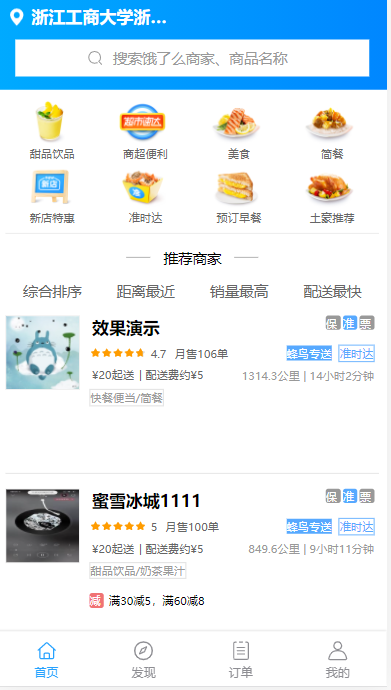 浙江工商大学浙...
搜索饿了么商家、商品名称
超市速达
甜品饮品 商超便利 美食 简餐
新店
新店特惠 准时达 预订早餐 土豪推荐
推荐商家
综合排序 距离最近 销量最高 配送最快
效果演示 保 准 票
4.7 月售106单 蜂鸟专送 准时达
¥20起送 | 配送费约¥5 1314.3公里 | 14小时2分钟
快餐便当/简餐
蜜雪冰城1111 保 准 票
5 月售100单 蜂鸟专送 准时达
¥20起送 | 配送费约¥5 849.6公里 | 9小时11分钟
甜品饮品/奶茶果汁
减 满30减5，满60减8
首页 发现 订单 我的